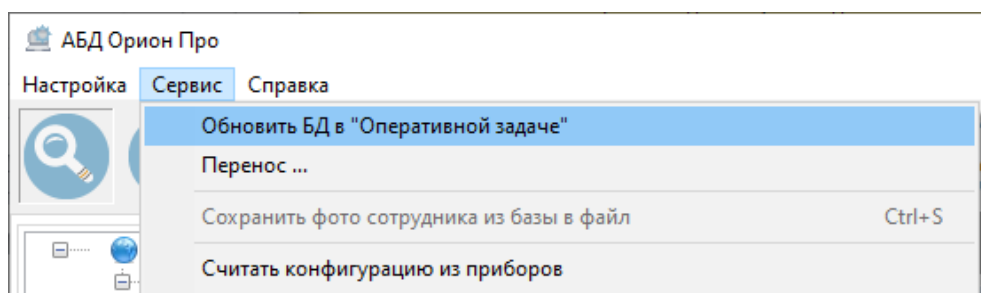 АБД Орион Про
Настройка Сервис Справка
Обновить БД в "Оперативной задаче"
Перенос ...
Сохранить фото сотрудника из базы в файл Ctrl+S
Считать конфигурацию из приборов